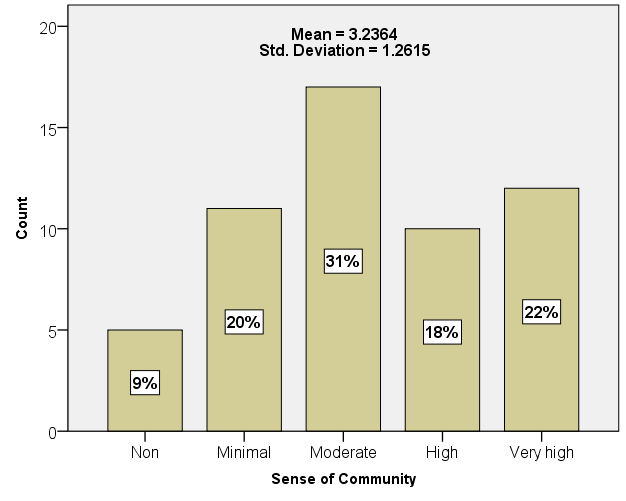 Mean = 3.2364
Std. Deviation = 1.2615
20
15
10
5
0
Count
31%
20%
22%
18%
9%
Non
Minimal
Moderate
High
Very high
Sense of Community